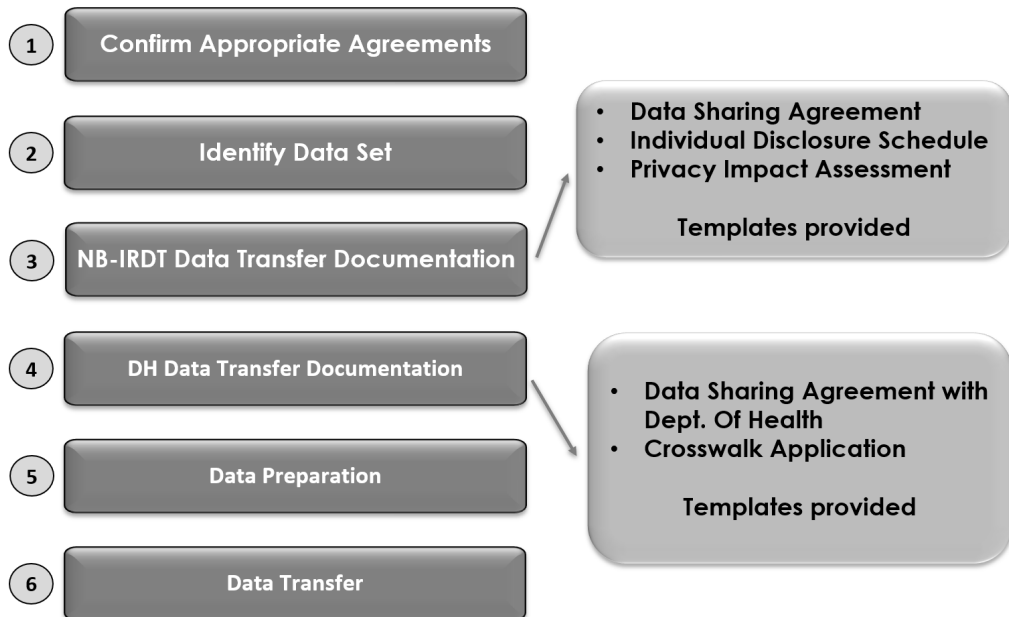 1
Confirm Appropriate Agreements
2
Identify Data Set
3
NB-IRDT Data Transfer Documentation
• Data Sharing Agreement
• Individual Disclosure Schedule
• Privacy Impact Assessment
Templates provided
4
DH Data Transfer Documentation
• Data Sharing Agreement with
Dept. Of Health
• Crosswalk Application
Templates provided
5
Data Preparation
6
Data Transfer